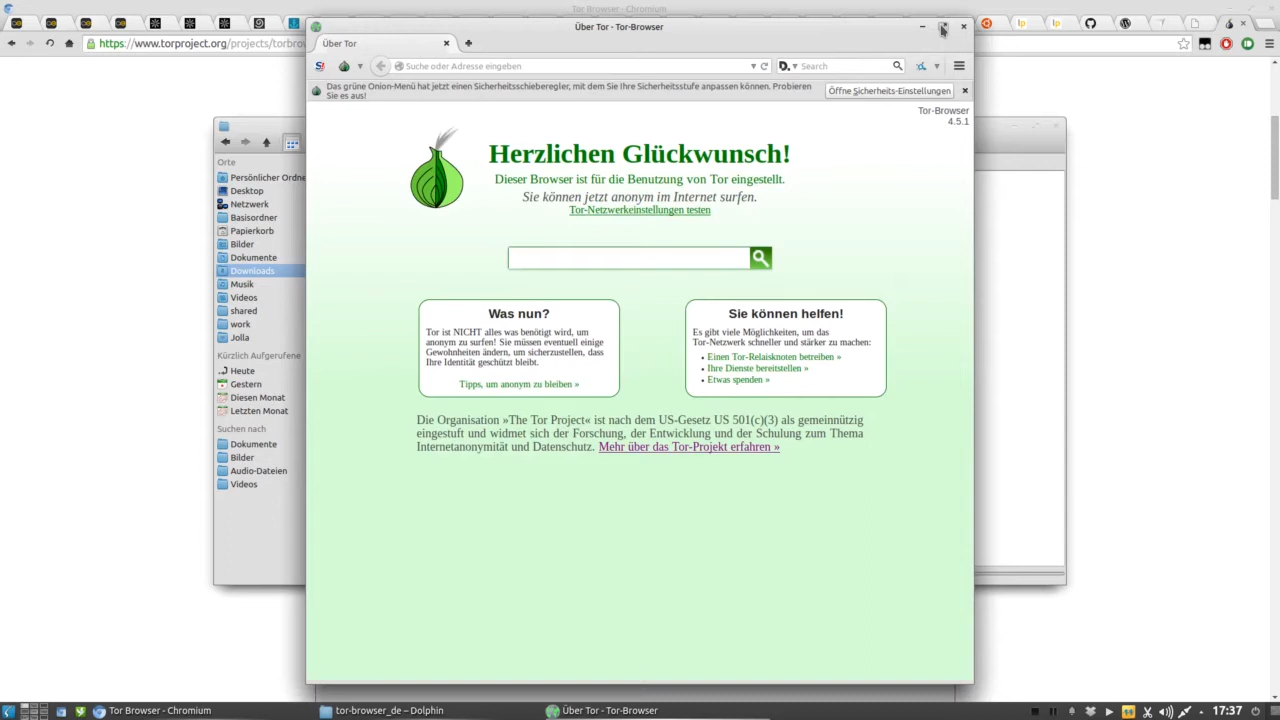 Tor Browser - Chromium
https://www.torproject.org/projects/torbrow
Über Tor - Tor-Browser
Über Tor
Suche oder Adresse eingeben
Search
Das grüne Onion-Menü hat jetzt einen Sicherheitsschieberegler, mit dem Sie Ihre Sicherheitsstufe anpassen können. Probieren
Sie es aus!
Öffne Sicherheits-Einstellungen
Tor-Browser
4.5.1
Herzlichen Glückwunsch!
Dieser Browser ist für die Benutzung von Tor eingestellt.
Sie können jetzt anonym im Internet surfen.
Tor-Netzwerkeinstellungen testen
Was nun?
Tor ist NICHT alles was benötigt wird, um
anonym zu surfen! Sie müssen eventuell einige
Gewohnheiten ändern, um sicherzustellen, dass
Ihre Identität geschützt bleibt.
Tipps, um anonym zu bleiben »
Sie können helfen!
Es gibt viele Möglichkeiten, um das
Tor-Netzwerk schneller und stärker zu machen:
• Einen Tor-Relaisknoten betreiben »
• Ihre Dienste bereitstellen »
• Etwas spenden »
Die Organisation »The Tor Project« ist nach dem US-Gesetz US 501(c)(3) als gemeinnützig
eingestuft und widmet sich der Forschung, der Entwicklung und der Schulung zum Thema
Internetanonymität und Datenschutz. Mehr über das Tor-Projekt erfahren »
Orte
Persönlicher Ordne
Desktop
Netzwerk
Basisordner
Papierkorb
Bilder
Dokumente
Downloads
Musik
Videos
shared
work
Jolla
Kürzlich Aufgerufene
Heute
Gestern
Diesen Monat
Letzten Monat
Suchen nach
Dokumente
Bilder
Audio-Dateien
Videos
Tor Browser - Chromium
tor-browser_de – Dolphin
Über Tor - Tor-Browser
17:37